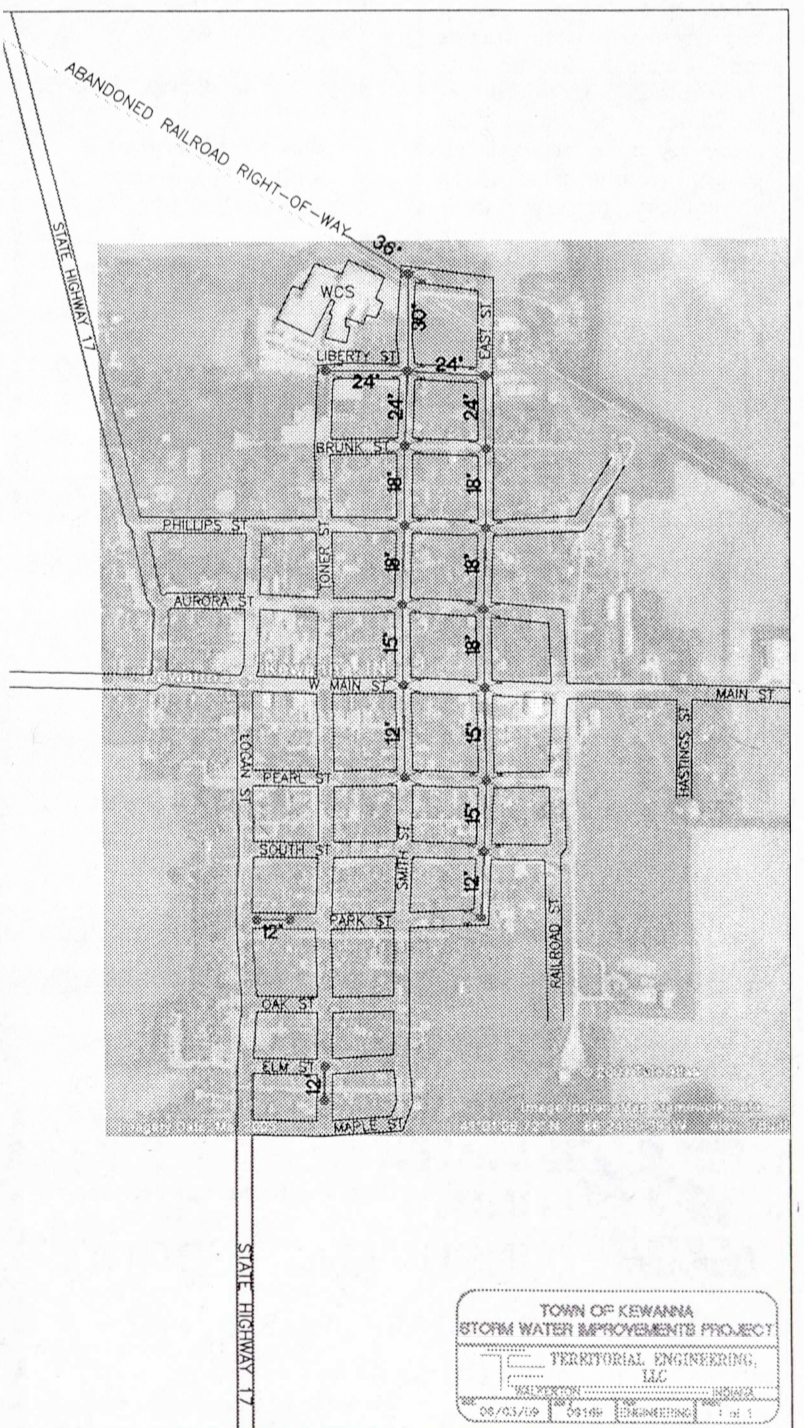 ABANDONED RAILROAD RIGHT-OF-WAY
STATE HIGHWAY 17
36"
WCS
30"
EAST ST
LIBERTY ST
24"
24"
24"
24"
BRUNK ST
18"
18"
PHILLIPS ST
TONER ST
18"
18"
AURORA ST
15"
18"
W MAIN ST
MAIN ST
LOGAN ST
12"
15"
HASTINGS ST
PEARL ST
15"
SOUTH ST
SMITH ST
12"
12"
PARK ST
RAILROAD ST
OAK ST
ELM ST
12"
MAPLE ST
STATE HIGHWAY 17
TOWN OF KEWANNA
STORM WATER IMPROVEMENTS PROJECT
TERRITORIAL ENGINEERING,
LLC
WALKERTON INDIANA
09169 ENGINEERING 1 of 1